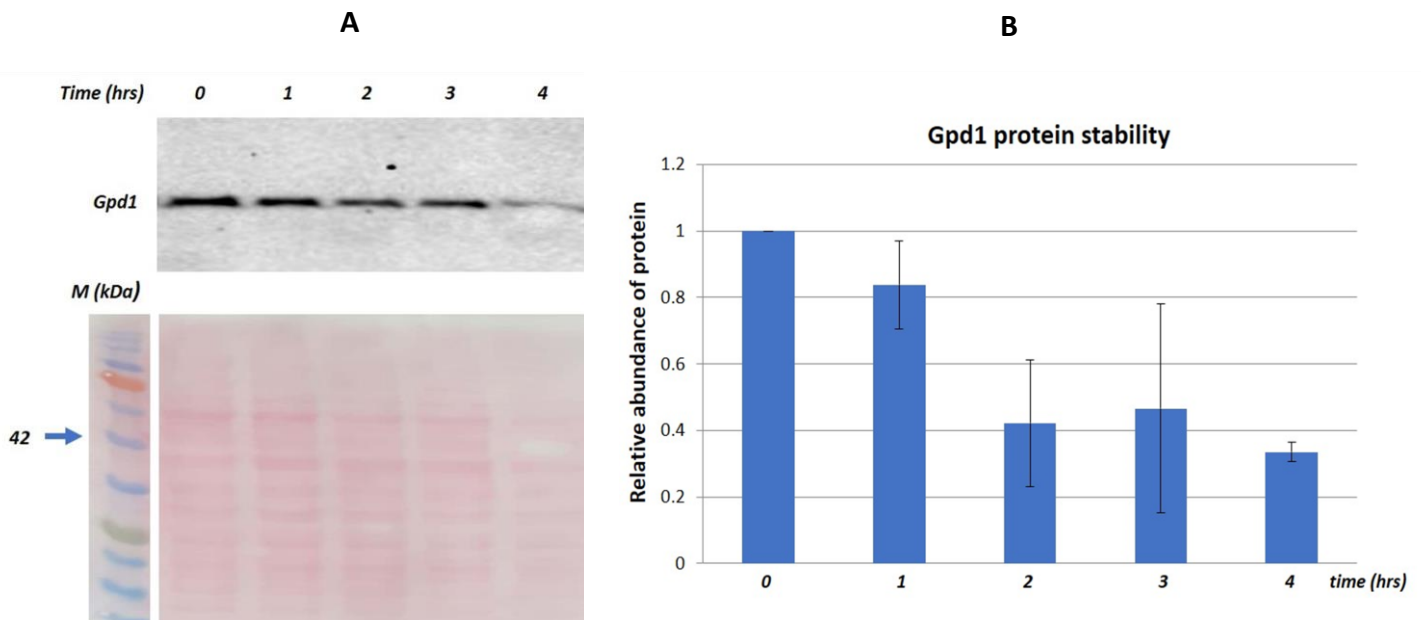 A
Time (hrs) 0 1 2 3 4
Gpd1
M (kDa)
42
B
Gpd1 protein stability
Relative abundance of protein
1.2
1
0.8
0.6
0.4
0.2
0
0 1 2 3 4 time (hrs)